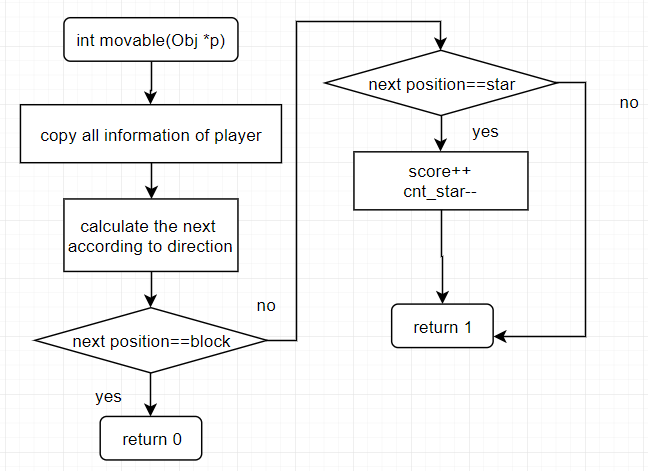 int movable(Obj *p)
copy all information of player
calculate the next
according to direction
next position==block
yes
return 0
no
next position==star
yes
no
score++
cnt_star--
return 1